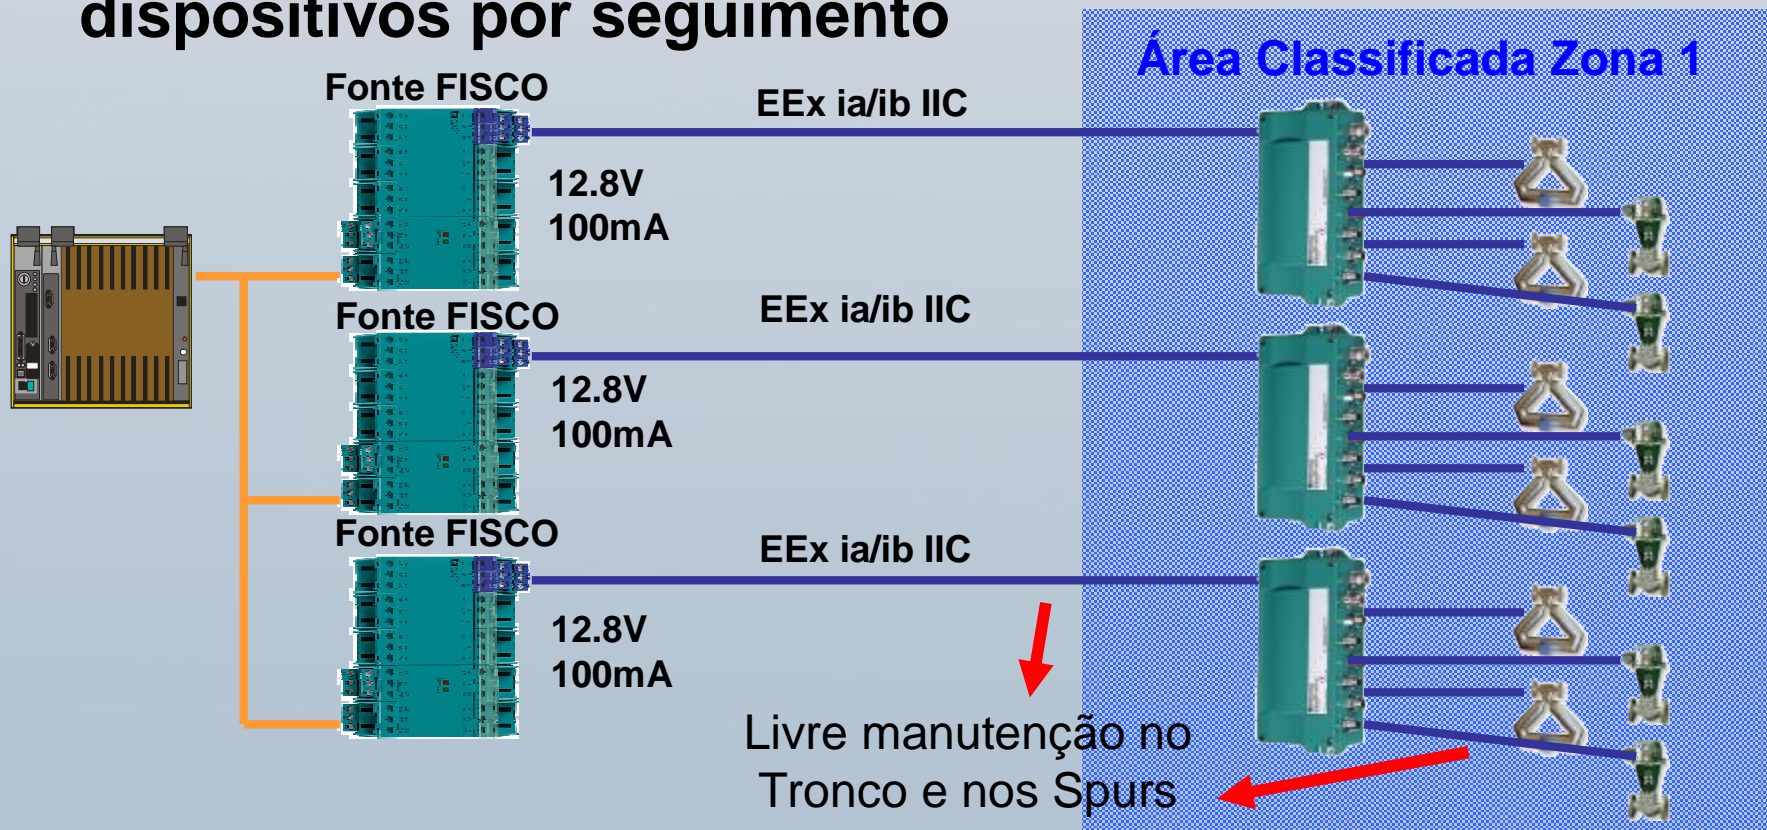 dispositivos por seguimento
Área Classificada Zona 1
Fonte FISCO
EEx ia/ib IIC
12.8V
100mA
Fonte FISCO
EEx ia/ib IIC
12.8V
100mA
Fonte FISCO
EEx ia/ib IIC
12.8V
100mA
Livre manutenção no
Tronco e nos Spurs